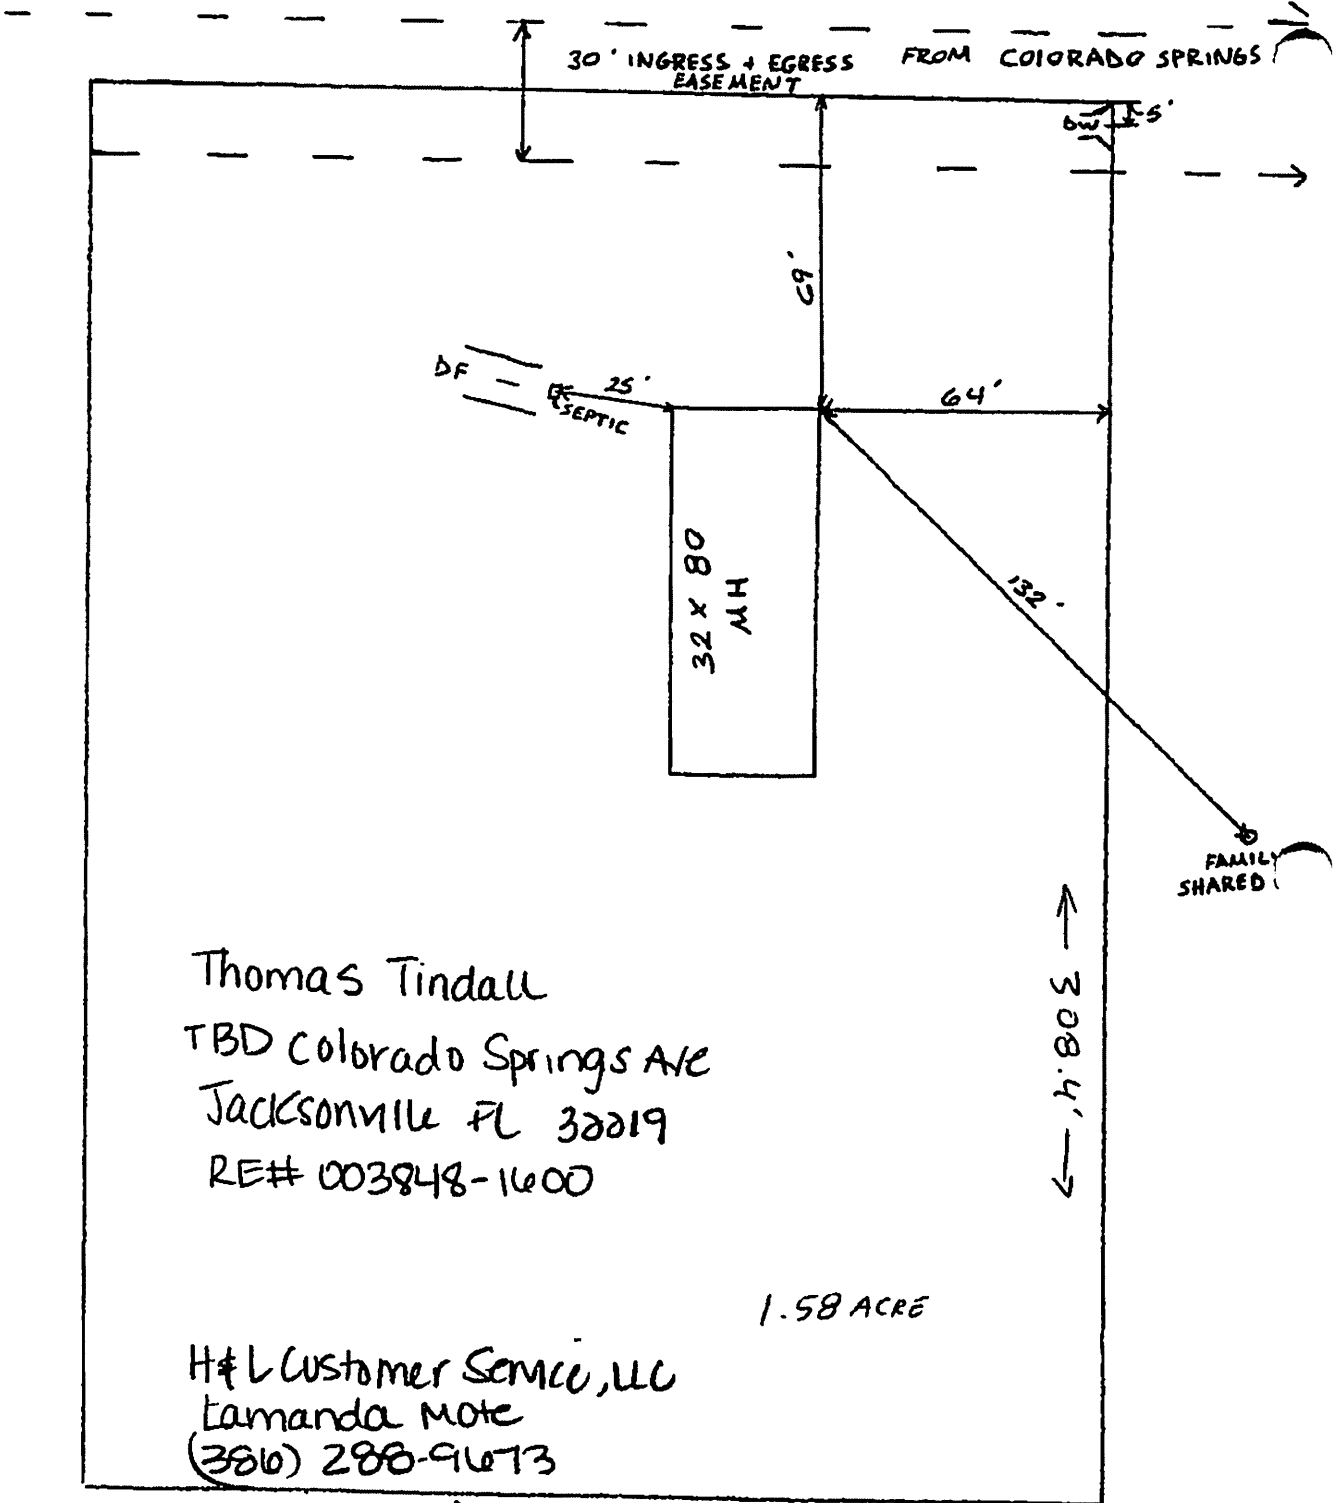 30' INGRESS + EGRESS
EASEMENT
FROM COLORADO SPRINGS
DW
5'
69'
DF
25'
SEPTIC
64'
32 x 80
MH
132'
FAMILY
SHARED
308.4'
Thomas Tindall
TBD Colorado Springs Ave
Jacksonville FL 32219
RE# 003848-1600
1.58 ACRE
H & L Customer Service, LLC
Lamanda Mote
(386) 288-9673